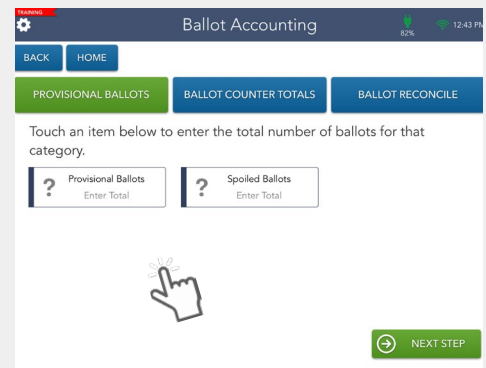 TRAINING
Ballot Accounting
82%
12:43 PM
BACK
HOME
PROVISIONAL BALLOTS
BALLOT COUNTER TOTALS
BALLOT RECONCILE
Touch an item below to enter the total number of ballots for that
category.
? Provisional Ballots
Enter Total
? Spoiled Ballots
Enter Total
NEXT STEP